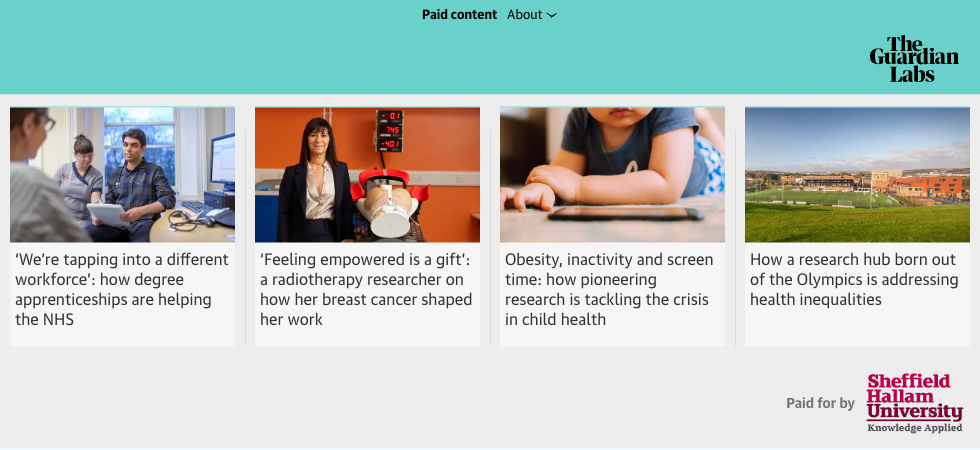 Paid content About
The
Guardian
Labs
- 01
745
-401
‘We’re tapping into a different
workforce’: how degree
apprenticeships are helping
the NHS
‘Feeling empowered is a gift’:
a radiotherapy researcher on
how her breast cancer shaped
her work
Obesity, inactivity and screen
time: how pioneering
research is tackling the crisis
in child health
How a research hub born out
of the Olympics is addressing
health inequalities
Paid for by
Sheffield
Hallam
University
Knowledge Applied